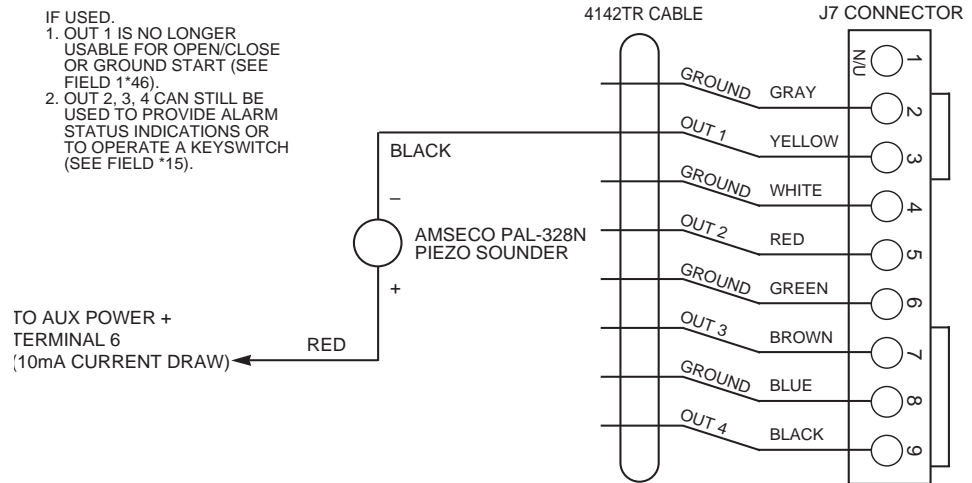 IF USED.
1. OUT 1 IS NO LONGER
USABLE FOR OPEN/CLOSE
OR GROUND START (SEE
FIELD 1*46).
2. OUT 2, 3, 4 CAN STILL BE
USED TO PROVIDE ALARM
STATUS INDICATIONS OR
TO OPERATE A KEYSWITCH
(SEE FIELD *15).
4142TR CABLE
J7 CONNECTOR
N/U 1
GROUND GRAY 2
OUT 1 YELLOW 3
BLACK
GROUND WHITE 4
–
OUT 2 RED 5
AMSECO PAL-328N
PIEZO SOUNDER
GROUND GREEN 6
+
OUT 3 BROWN 7
TO AUX POWER +
TERMINAL 6
(10mA CURRENT DRAW)
RED
GROUND BLUE 8
OUT 4 BLACK 9